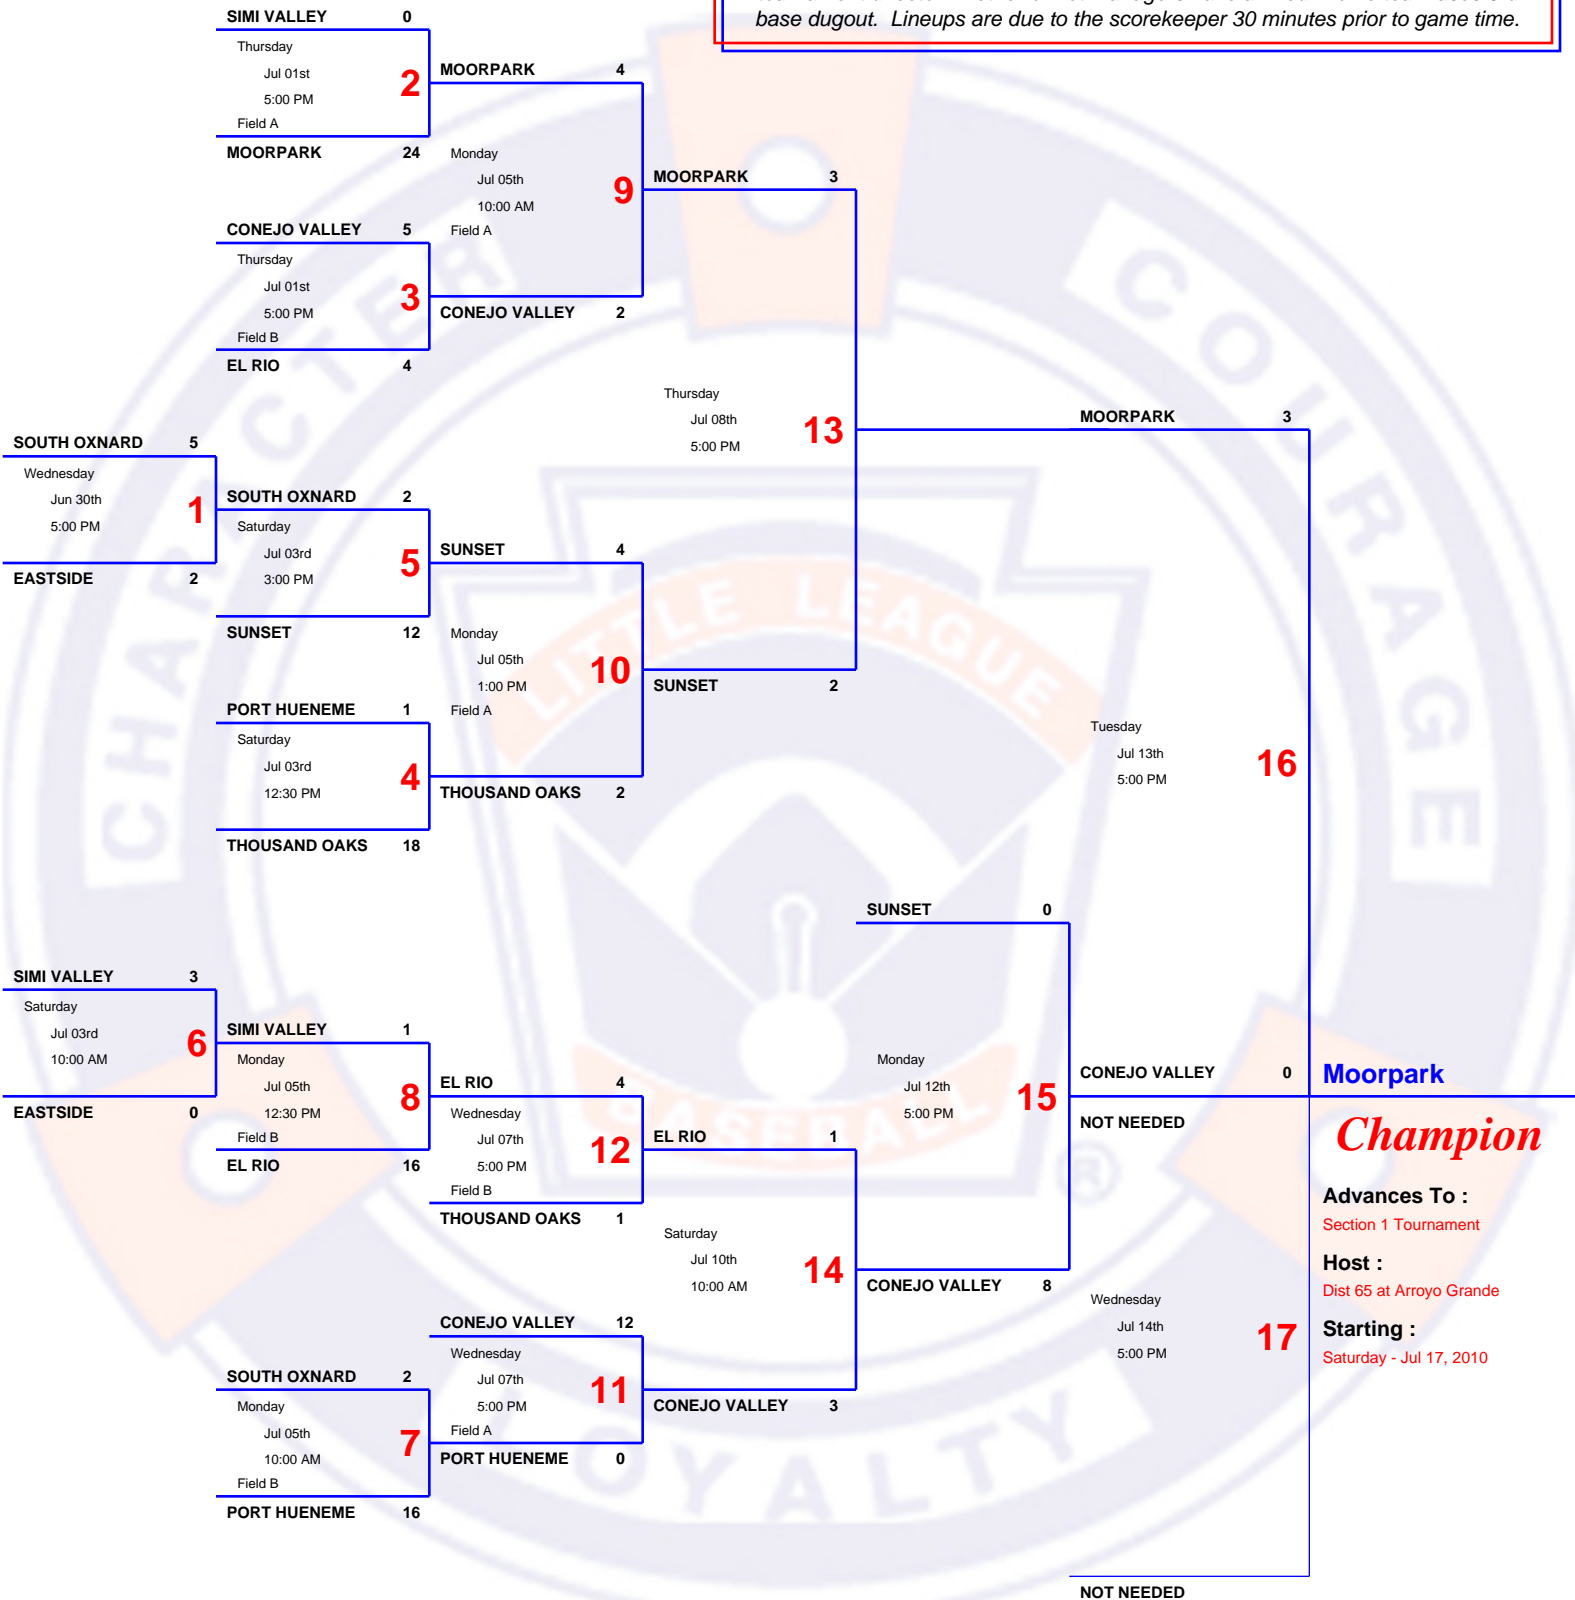 base dugout.  Lineups are due to the scorekeeper 30 minutes prior to game time.
SIMI VALLEY 0
Thursday
Jul 01st
5:00 PM
Field A
2
MOORPARK 24
MOORPARK 4
Monday
Jul 05th
10:00 AM
Field A
9
CONEJO VALLEY 5
Thursday
Jul 01st
5:00 PM
Field B
3
EL RIO 4
CONEJO VALLEY 2
MOORPARK 3
Thursday
Jul 08th
5:00 PM
13
SOUTH OXNARD 5
Wednesday
Jun 30th
5:00 PM
1
EASTSIDE 2
SOUTH OXNARD 2
Saturday
Jul 03rd
3:00 PM
5
SUNSET 12
SUNSET 4
Monday
Jul 05th
1:00 PM
Field A
10
PORT HUENEME 1
Saturday
Jul 03rd
12:30 PM
4
THOUSAND OAKS 18
THOUSAND OAKS 2
SUNSET 2
MOORPARK 3
Tuesday
Jul 13th
5:00 PM
16
SUNSET 0
Monday
Jul 12th
5:00 PM
15
SIMI VALLEY 3
Saturday
Jul 03rd
10:00 AM
6
EASTSIDE 0
SIMI VALLEY 1
Monday
Jul 05th
12:30 PM
Field B
8
EL RIO 16
EL RIO 4
Wednesday
Jul 07th
5:00 PM
Field B
12
THOUSAND OAKS 1
EL RIO 1
Saturday
Jul 10th
10:00 AM
14
CONEJO VALLEY 12
Wednesday
Jul 07th
5:00 PM
Field A
11
SOUTH OXNARD 2
Monday
Jul 05th
10:00 AM
Field B
7
PORT HUENEME 16
PORT HUENEME 0
CONEJO VALLEY 3
CONEJO VALLEY 8
CONEJO VALLEY 0
NOT NEEDED
Wednesday
Jul 14th
5:00 PM
17
NOT NEEDED
Moorpark
Champion
Advances To :
Section 1 Tournament
Host :
Dist 65 at Arroyo Grande
Starting :
Saturday - Jul 17, 2010
CHARACTER
COURAGE
LOYALTY
LITTLE LEAGUE
BASEBALL
®